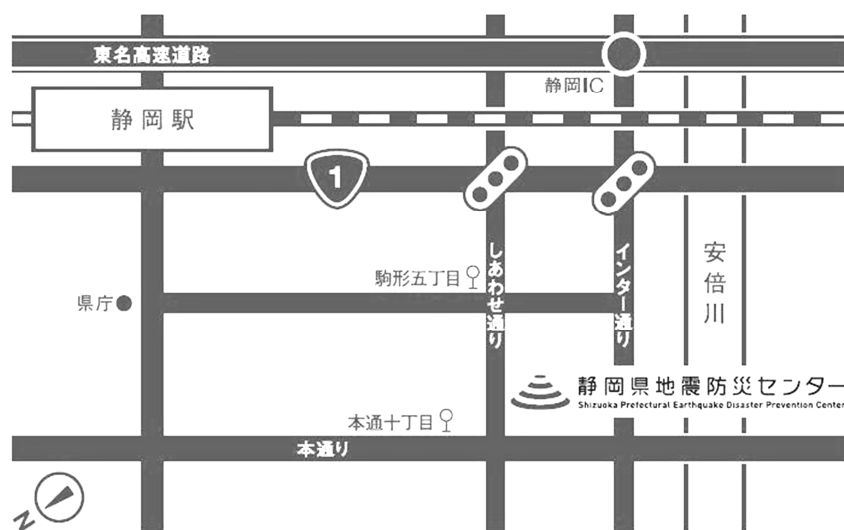 東名高速道路
静岡IC
静岡駅
1
しあわせ通り
インター通り
安倍川
駒形五丁目
県庁
静岡県地震防災センター
Shizuoka Prefectural Earthquake Disaster Prevention Center
本通十丁目
本通り
N